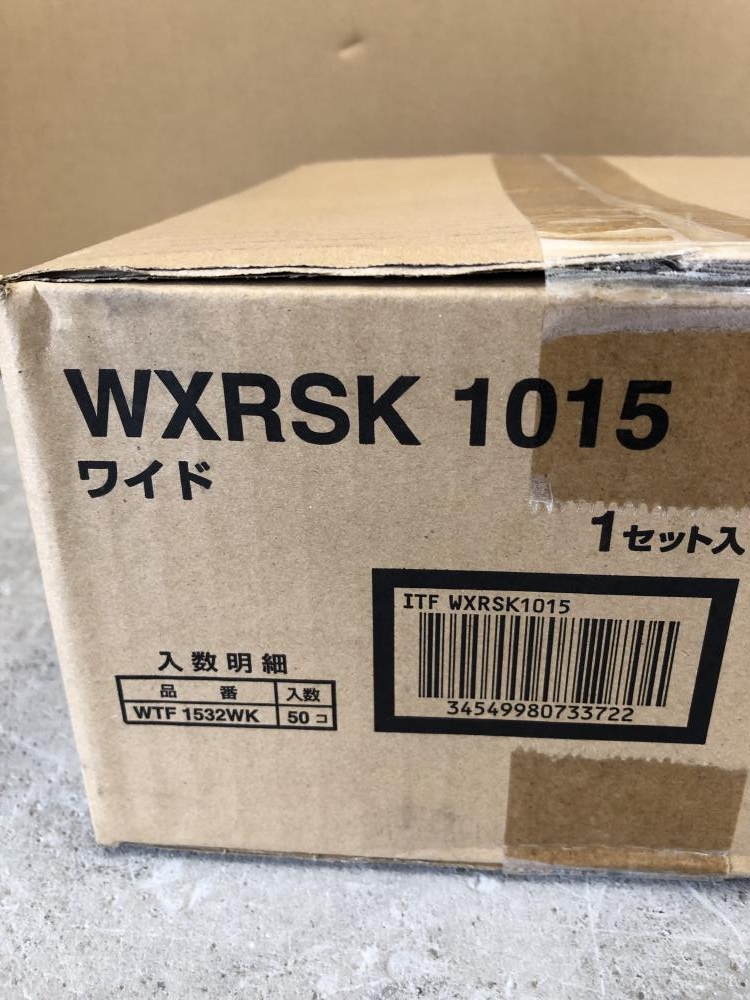 WXRSK 1015
ワイド
1セット入
ITF WXRSK1015
34549980733722
入数明細
品番 入数
WTF 1532WK 50コ